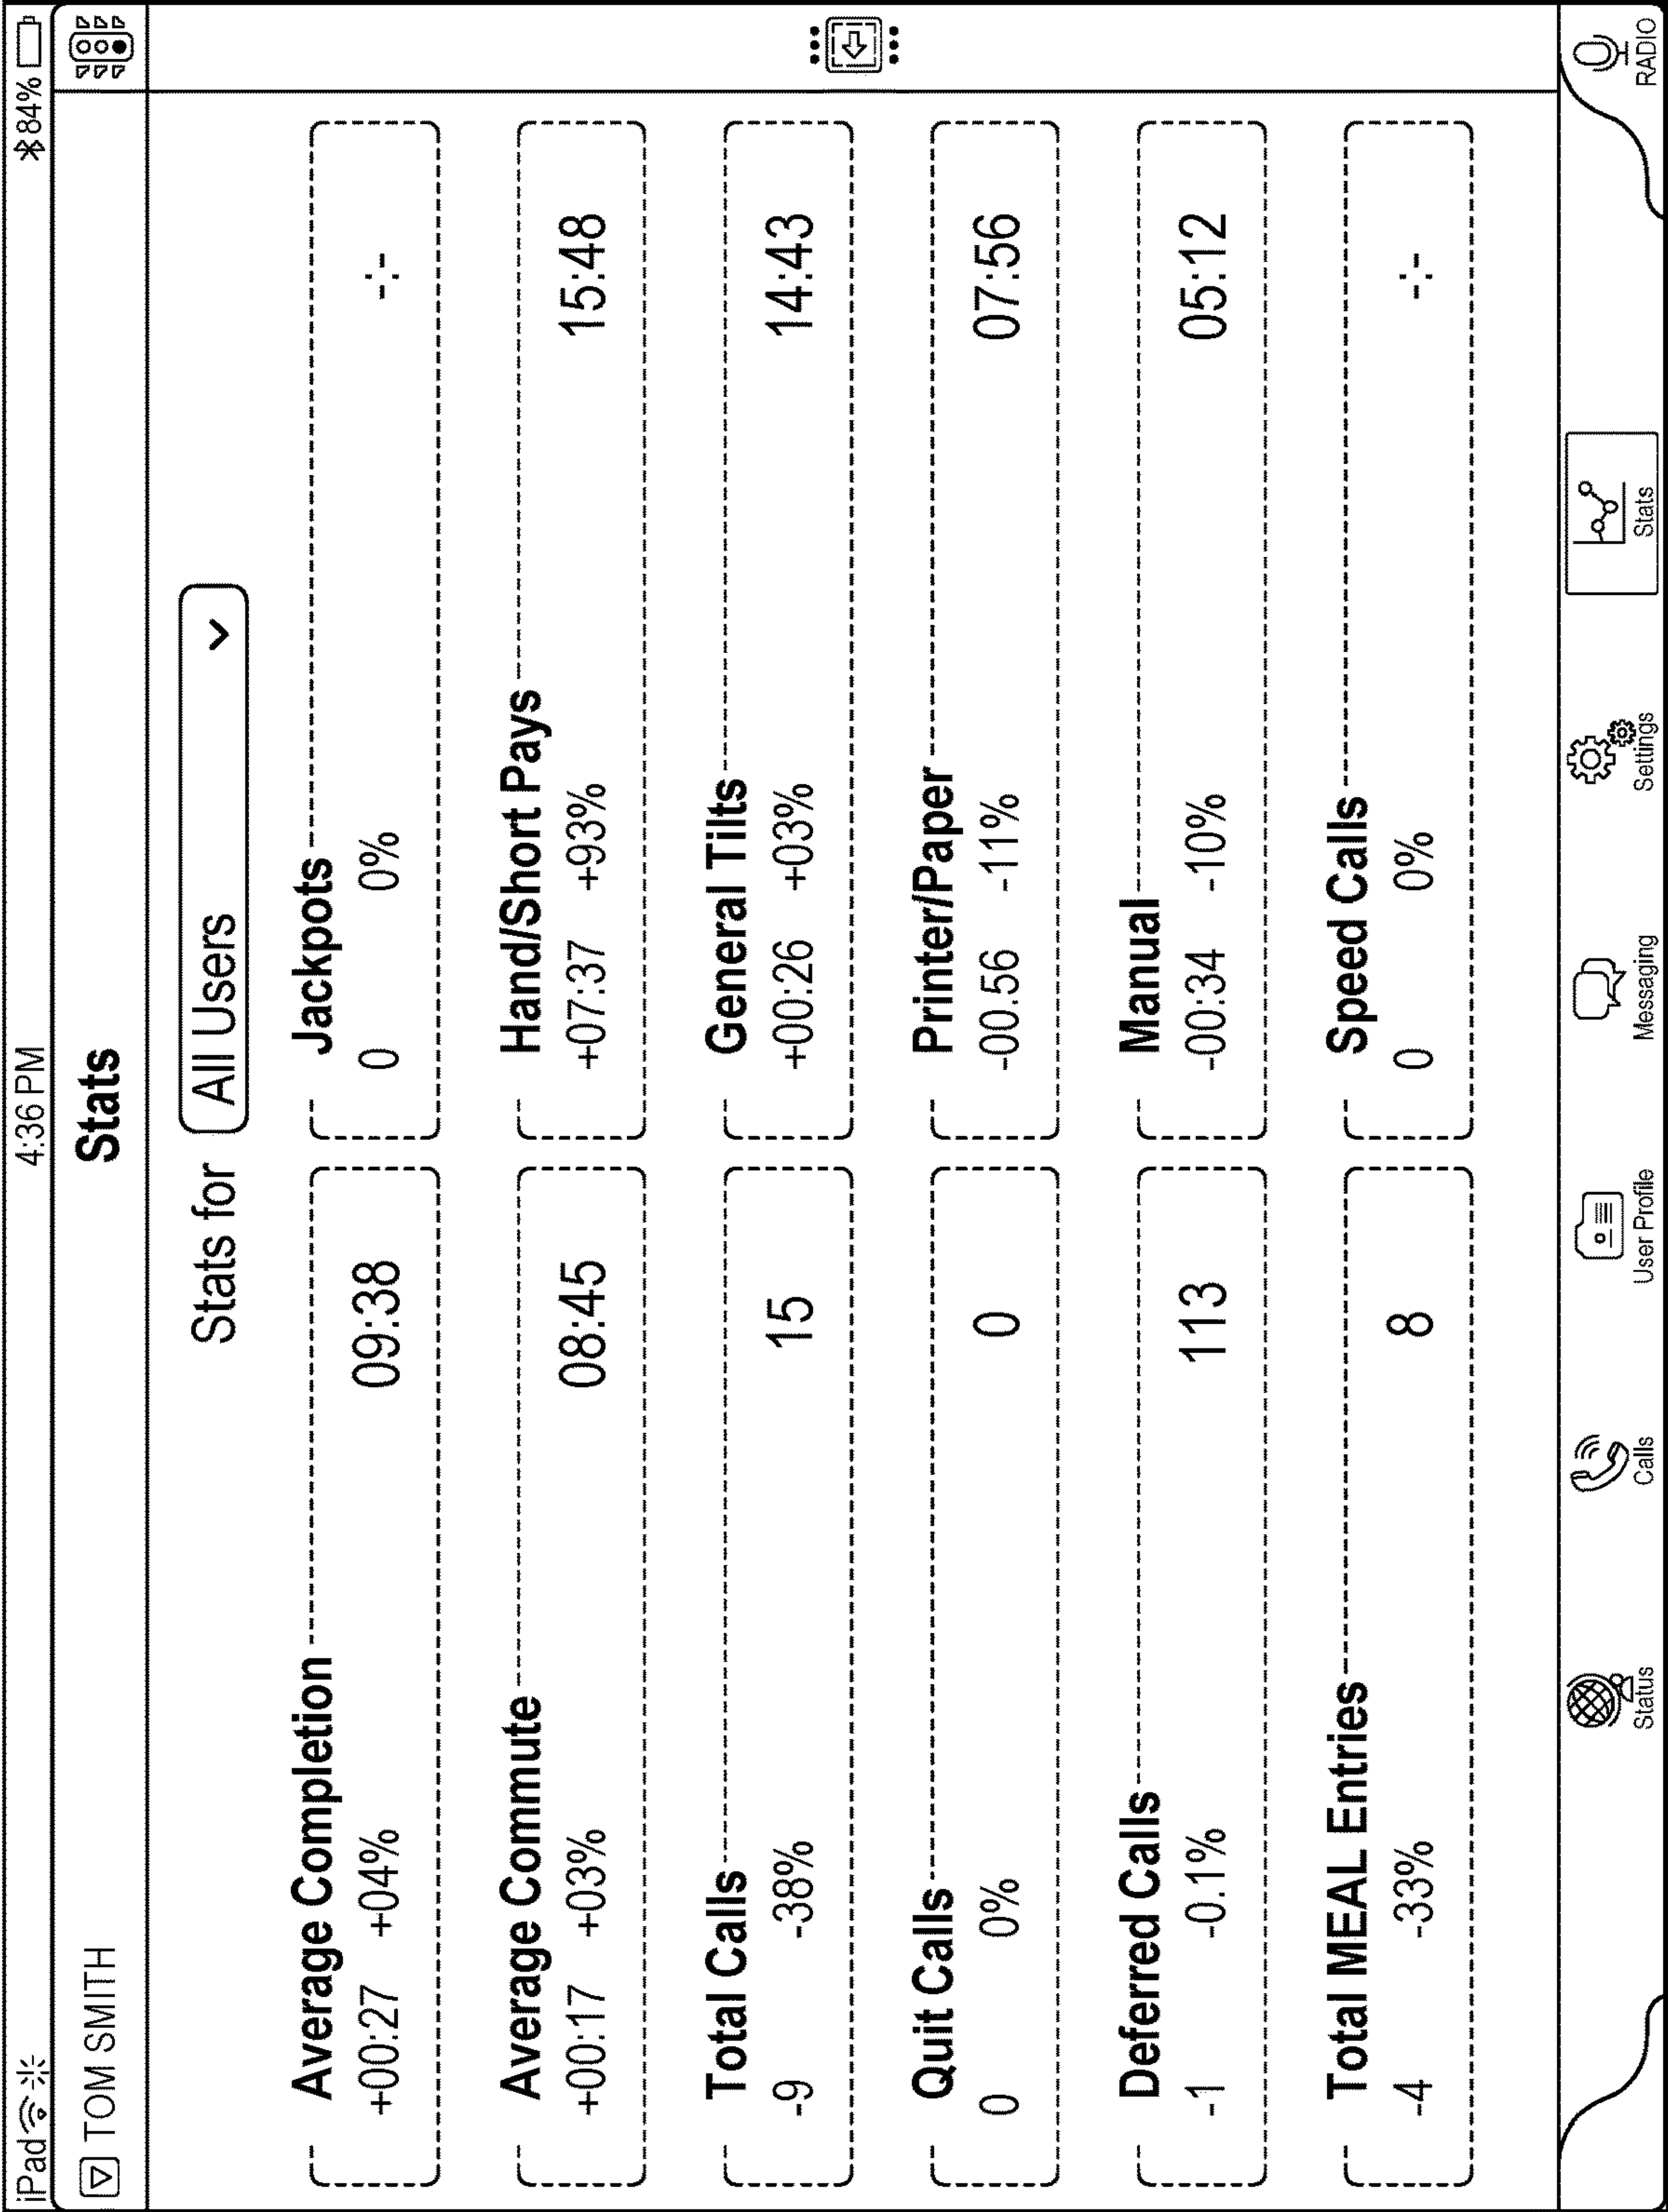 iPad 4:36 PM 84%
TOM SMITH Stats
Stats for All Users
Average Completion
+00:27 +04% 09:38
Jackpots
0 0% -:-
Average Commute
+00:17 +03% 08:45
Hand/Short Pays
+07:37 +93% 15:48
Total Calls
-9 -38% 15
General Tilts
+00:26 +03% 14:43
Quit Calls
0 0% 0
Printer/Paper
-00.56 -11% 07:56
Deferred Calls
-1 -0.1% 113
Manual
-00:34 -10% 05:12
Total MEAL Entries
-4 -33% 8
Speed Calls
0 0% -:-
Status Calls User Profile Messaging Settings Stats RADIO